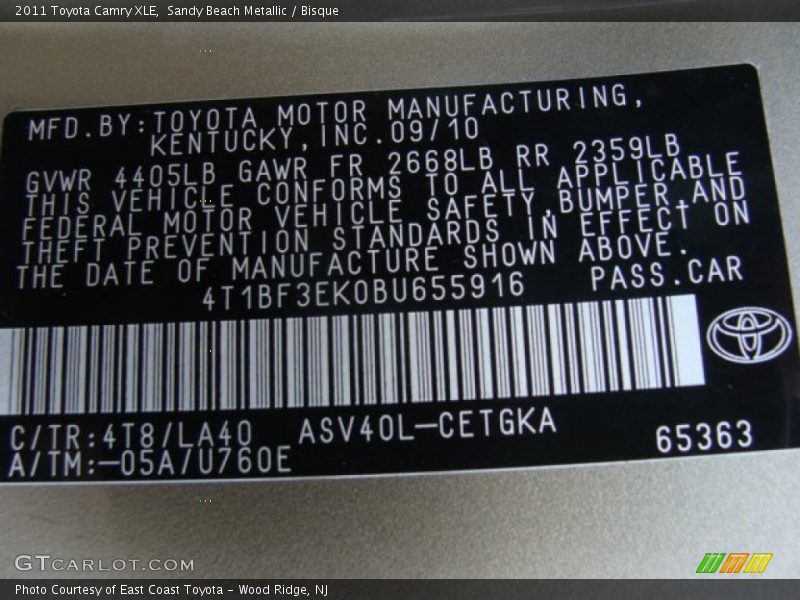 2011 Toyota Camry XLE,  Sandy Beach Metallic / Bisque
MFD.BY:TOYOTA MOTOR MANUFACTURING,
KENTUCKY,INC.09/10
GVWR 4405LB GAWR FR 2668LB RR 2359LB
THIS VEHICLE CONFORMS TO ALL APPLICABLE
FEDERAL MOTOR VEHICLE SAFETY,BUMPER,AND
THEFT PREVENTION STANDARDS IN EFFECT ON
THE DATE OF MANUFACTURE SHOWN ABOVE.
4T1BF3EK0BU655916 PASS.CAR
C/TR:4T8/LA40 ASV40L-CETGKA
A/TM:-05A/U760E 65363
GTCARLOT.COM
Photo Courtesy of East Coast Toyota - Wood Ridge, NJ